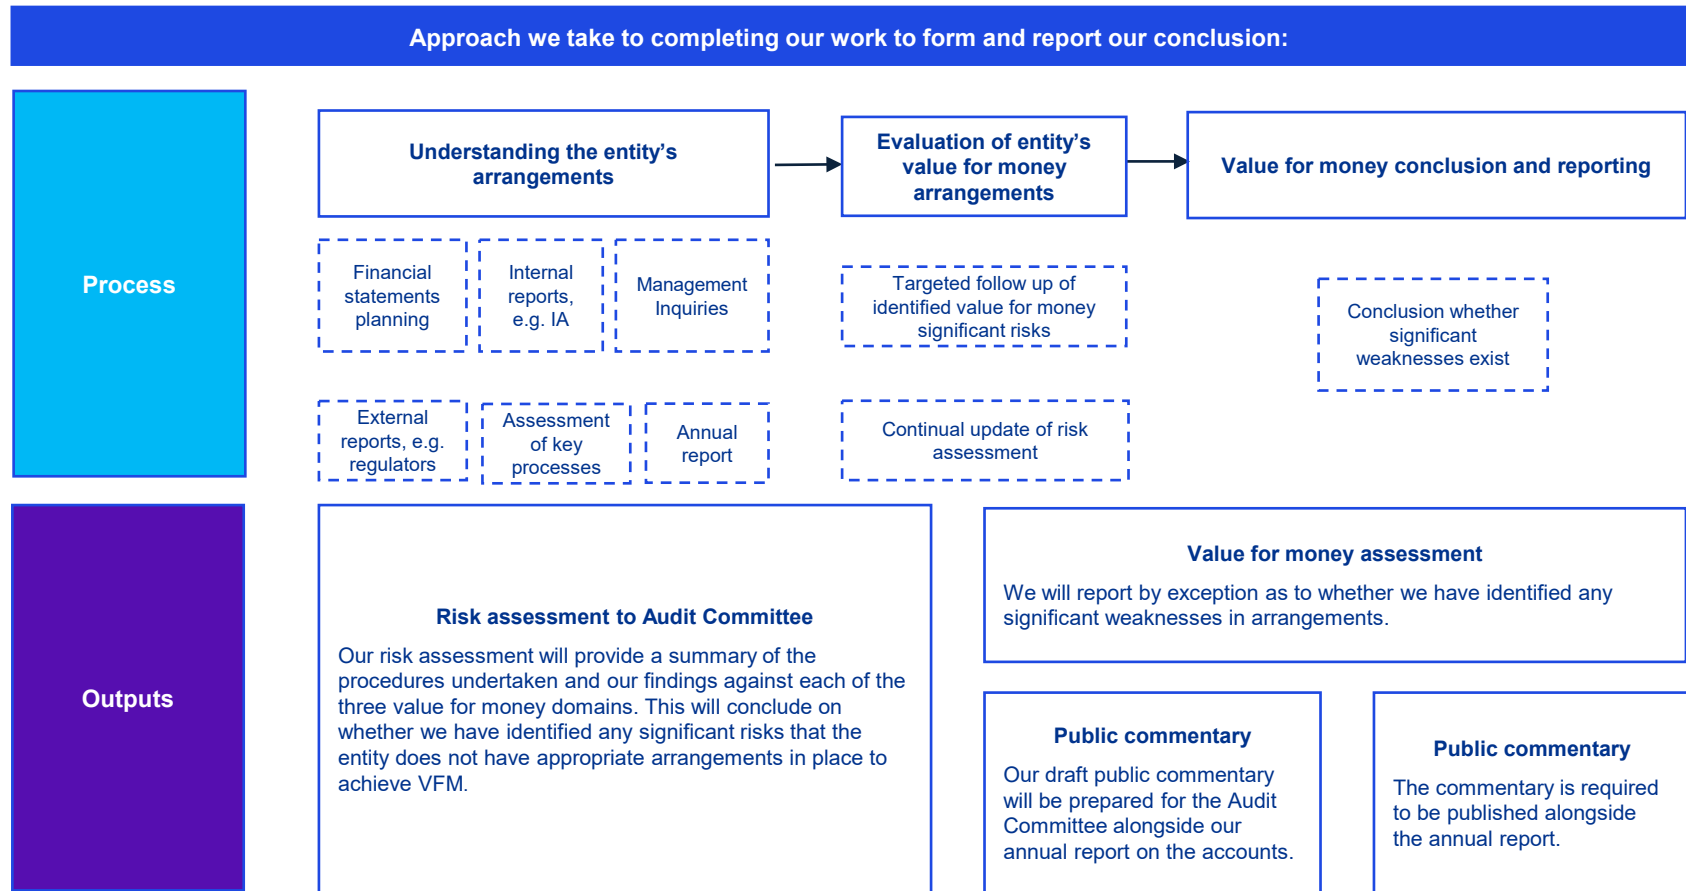 Approach we take to completing our work to form and report our conclusion:
Process
Understanding the entity's
arrangements
Evaluation of entity's
value for money
arrangements
Value for money conclusion and reporting
Financial
statements
planning
Internal
reports,
e.g. IA
Management
Inquiries
Targeted follow up of
identified value for money
significant risks
Conclusion whether
significant
weaknesses exist
External
reports, e.g.
regulators
Assessment
of key
processes
Annual
report
Continual update of risk
assessment
Outputs
Risk assessment to Audit Committee
Our risk assessment will provide a summary of the
procedures undertaken and our findings against each of the
three value for money domains. This will conclude on
whether we have identified any significant risks that the
entity does not have appropriate arrangements in place to
achieve VFM.
Value for money assessment
We will report by exception as to whether we have identified any
significant weaknesses in arrangements.
Public commentary
Our draft public commentary
will be prepared for the Audit
Committee alongside our
annual report on the accounts.
Public commentary
The commentary is required
to be published alongside
the annual report.